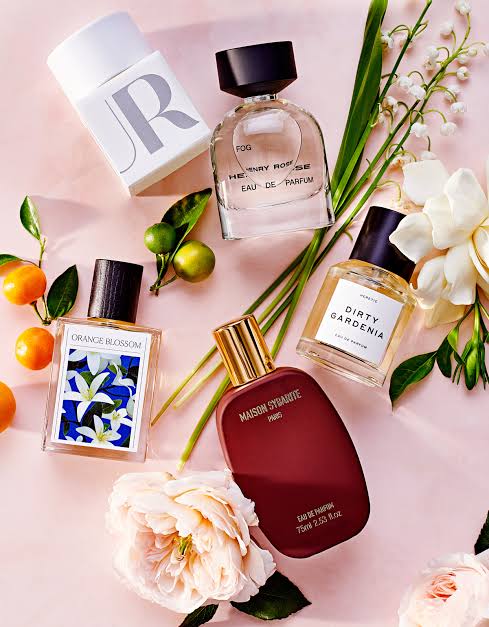 JR
FOG
HENRY ROSE
EAU DE PARFUM
HERETIC
DIRTY
GARDENIA
EAU DE PARFUM
ORANGE BLOSSOM
MAISON SYBARITE
PARIS
EAU DE PARFUM
75ml 2.53 fl.oz